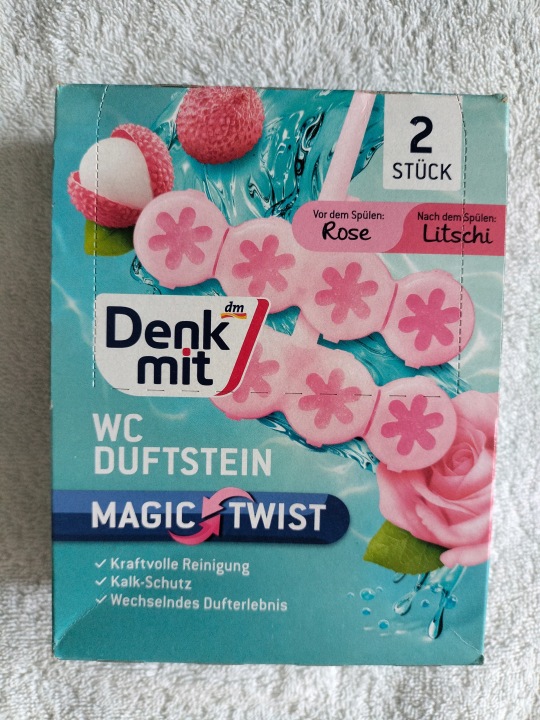 2
STÜCK
Vor dem Spülen:
Rose
Nach dem Spülen:
Litschi
dm
Denk
mit
WC
DUFTSTEIN
MAGIC TWIST
✓ Kraftvolle Reinigung
✓ Kalk-Schutz
✓ Wechselndes Dufterlebnis